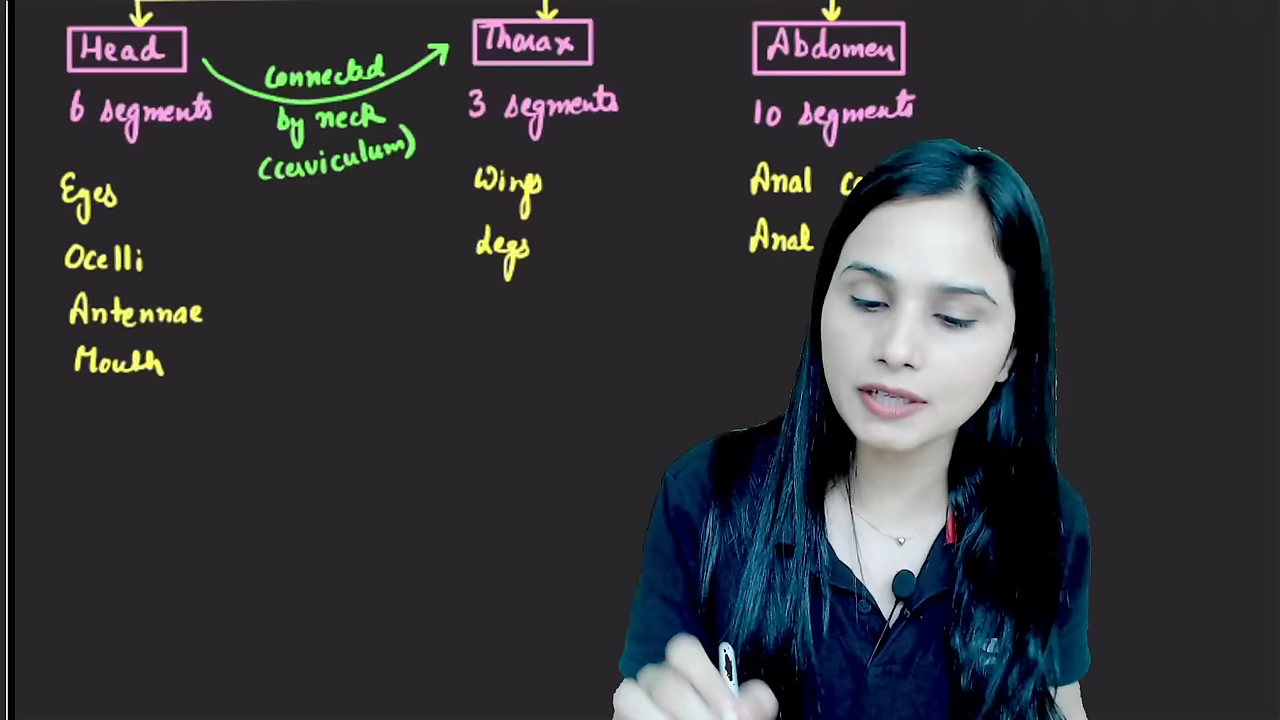 Head
6 segments
connected
by neck
(cerviculum)
Thorax
3 segments
Abdomen
10 segments
Eyes
Ocelli
Antennae
Mouth
Wings
Legs
Anal
Anal